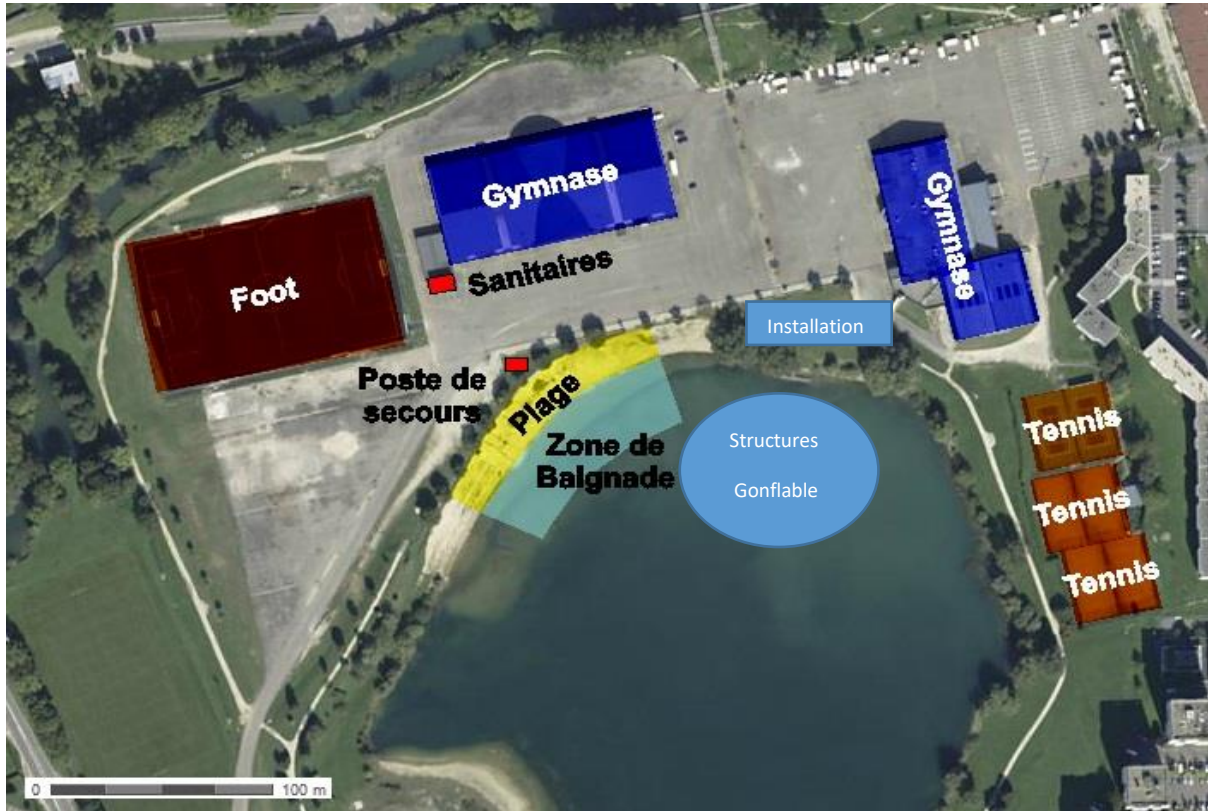 Gymnase
Gymnase
Foot
Sanitaires
Installation
Poste de
secours
Plage
Zone de
Baignade
Structures
Gonflable
Tennis
Tennis
Tennis
0
100 m